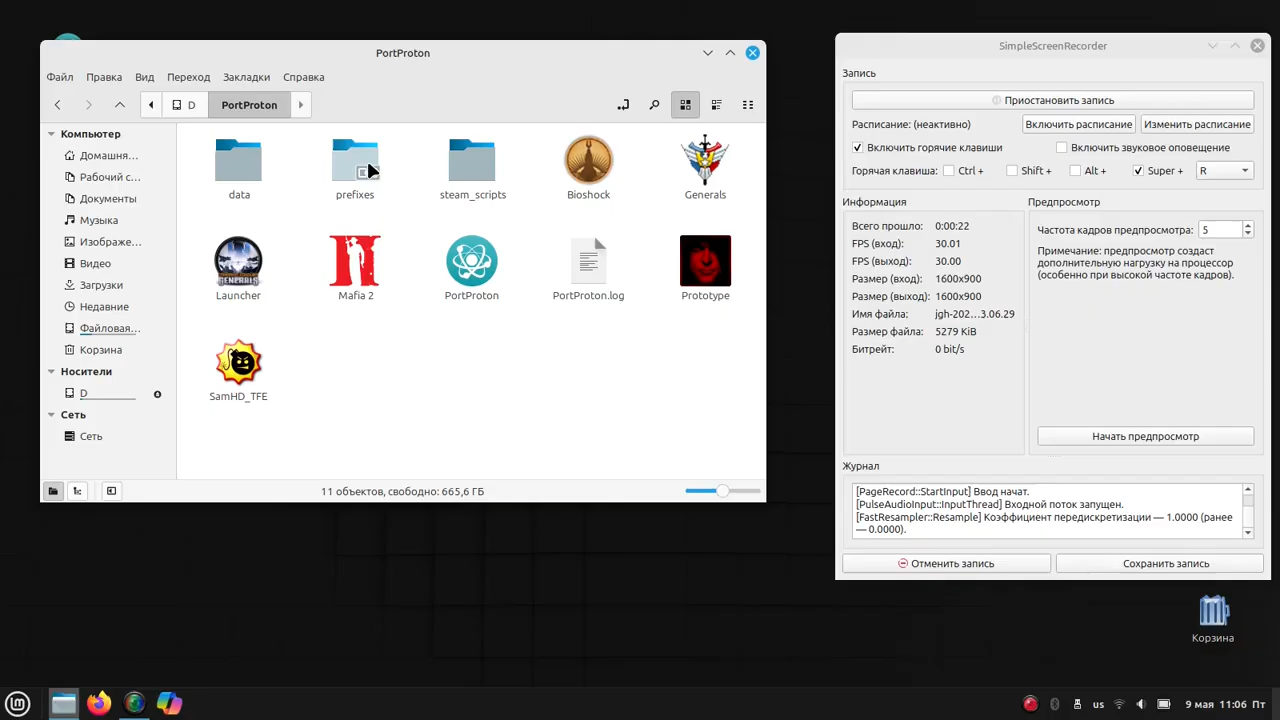 PortProton
Файл Правка Вид Переход Закладки Справка
D PortProton
Компьютер
Домашня...
Рабочий с...
Документы
Музыка
Изображе...
Видео
Загрузки
Недавние
Файловая...
Корзина
Носители
D
Сеть
Сеть
data prefixes steam_scripts Bioshock Generals
Launcher Mafia 2 PortProton PortProton.log Prototype
SamHD_TFE
11 объектов, свободно: 665,6 ГБ
SimpleScreenRecorder
Запись
Приостановить запись
Расписание: (неактивно) Включить расписание Изменить расписание
Включить горячие клавиши Включить звуковое оповещение
Горячая клавиша: Ctrl + Shift + Alt + Super + R
Информация
Всего прошло: 0:00:22
FPS (вход): 30.01
FPS (выход): 30.00
Размер (вход): 1600x900
Размер (выход): 1600x900
Имя файла: jgh-202...3.06.29
Размер файла: 5279 KiB
Битрейт: 0 bit/s
Предпросмотр
Частота кадров предпросмотра: 5
Примечание: предпросмотр создаст
дополнительную нагрузку на процессор
(особенно при высокой частоте кадров).
Начать предпросмотр
Журнал
[PageRecord::StartInput] Ввод начат.
[PulseAudioInput::InputThread] Входной поток запущен.
[FastResampler::Resample] Коэффициент передискретизации — 1.0000 (ранее
— 0.0000).
Отменить запись Сохранить запись
Корзина
us 9 мая 11:06 Пт